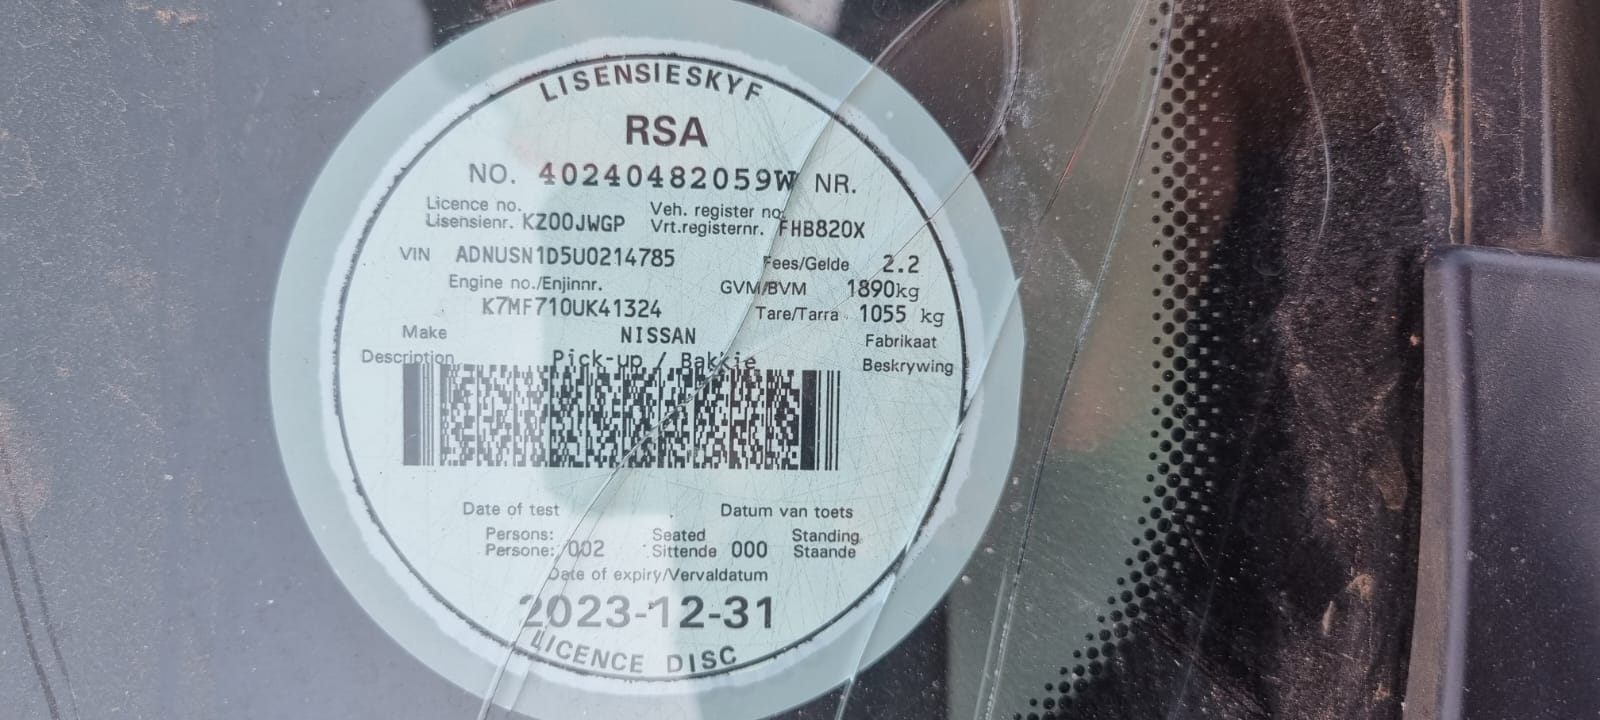 LISENSIESKYF
RSA
NO. 40240482059W NR.
Licence no. Veh. register no.
Lisensienr. KZ00JWGP Vrt.registernr. FHB820X
VIN ADNUSN1D5U0214785 Fees/Gelde 2.2
Engine no./Enjinnr. GVM/BVM 1890kg
K7MF710UK41324 Tare/Tarra 1055 kg
Make NISSAN Fabrikaat
Description Pick-up / Bakkie Beskrywing
Date of test Datum van toets
Persons: Seated Standing
Persone: 002 Sittende 000 Staande
Date of expiry/Vervaldatum
2023-12-31
LICENCE DISC